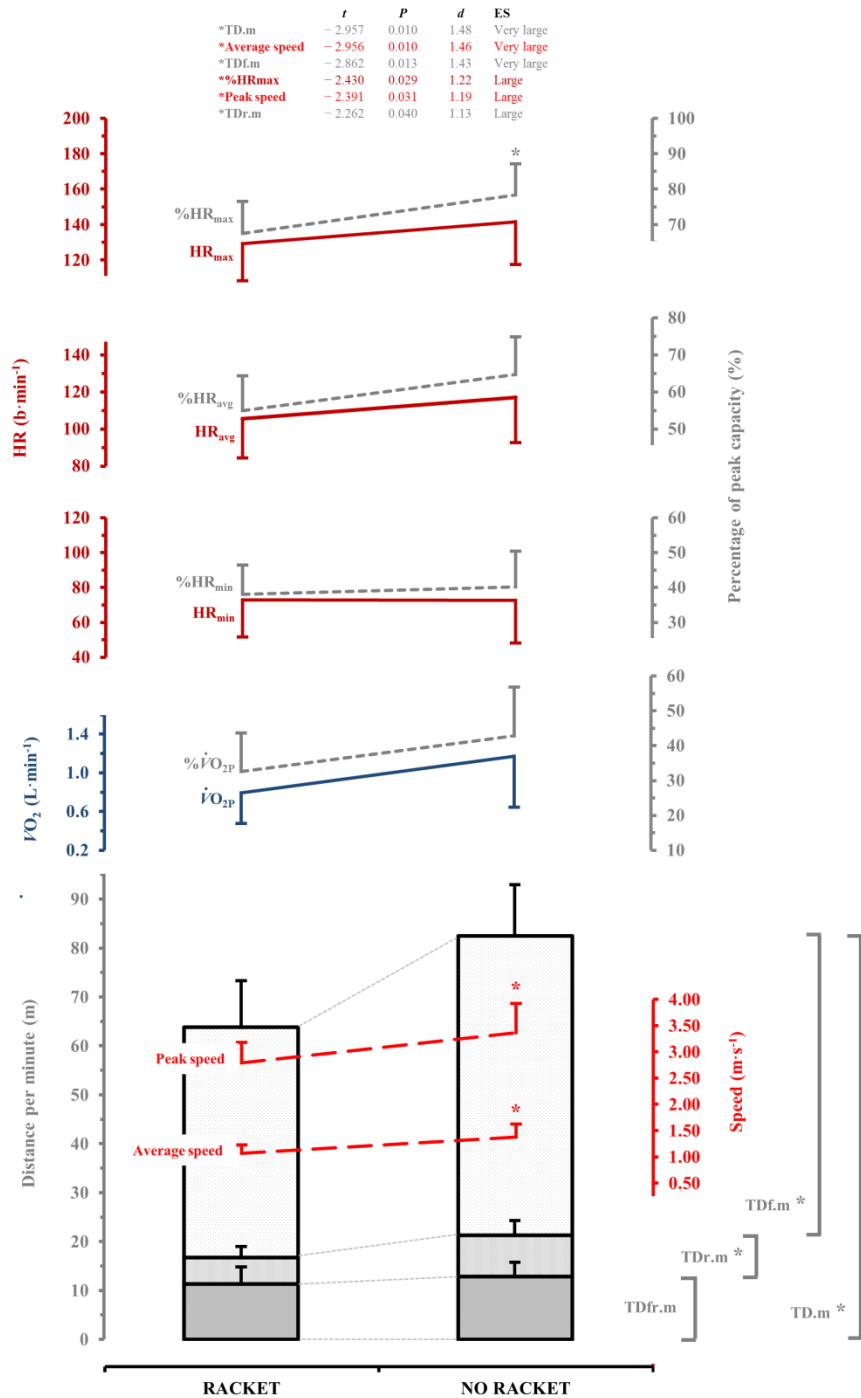 t P d ES
*TD.m − 2.957 0.010 1.48 Very large
*Average speed − 2.956 0.010 1.46 Very large
*TDf.m − 2.862 0.013 1.43 Very large
*%HRmax − 2.430 0.029 1.22 Large
*Peak speed − 2.391 0.031 1.19 Large
*TDr.m − 2.262 0.040 1.13 Large
200 100
180 90
160 80
140 70
120
*
%HRmax
HRmax
80
140 70
120 60
100 50
80
%HRavg
HRavg
HR (b·min-1)
Percentage of peak capacity (%)
120 60
100 50
80 40
60 30
40
%HRmin
HRmin
60
1.4 50
1.0 40
0.6 30
0.2 20
10
%V̇O2P
V̇O2P
VO2 (L·min-1)
.
90
80
70
60
50
40
30
20
10
0
Distance per minute (m)
*
Peak speed
*
Average speed
4.00
3.50
3.00
2.50
2.00
1.50
1.00
0.50
Speed (m·s-1)
TDf.m *
TDr.m *
TDfr.m
TD.m *
RACKET NO RACKET